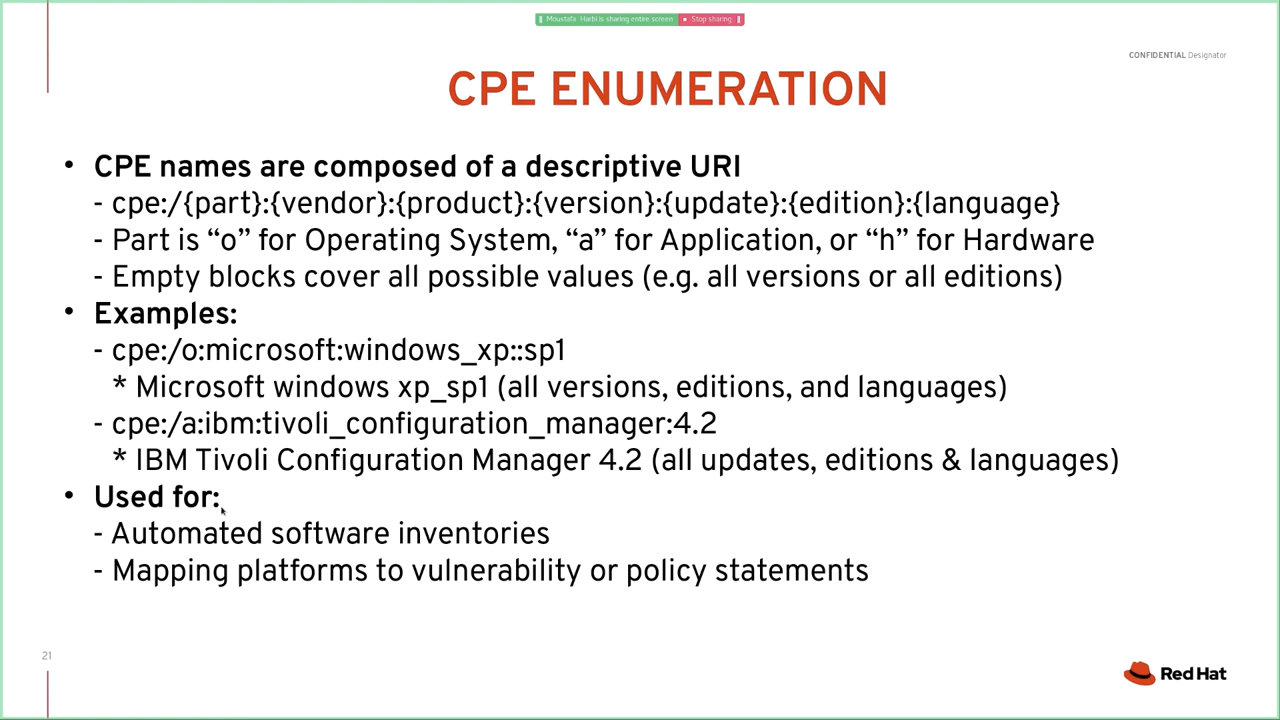 Moustafa Harbi is sharing entire screen Stop sharing
CONFIDENTIAL Designator
CPE ENUMERATION
• CPE names are composed of a descriptive URI
- cpe:/{part}:{vendor}:{product}:{version}:{update}:{edition}:{language}
- Part is “o” for Operating System, “a” for Application, or “h” for Hardware
- Empty blocks cover all possible values (e.g. all versions or all editions)
• Examples:
- cpe:/o:microsoft:windows_xp::sp1
* Microsoft windows xp_sp1 (all versions, editions, and languages)
- cpe:/a:ibm:tivoli_configuration_manager:4.2
* IBM Tivoli Configuration Manager 4.2 (all updates, editions & languages)
• Used for:
- Automated software inventories
- Mapping platforms to vulnerability or policy statements
21
Red Hat